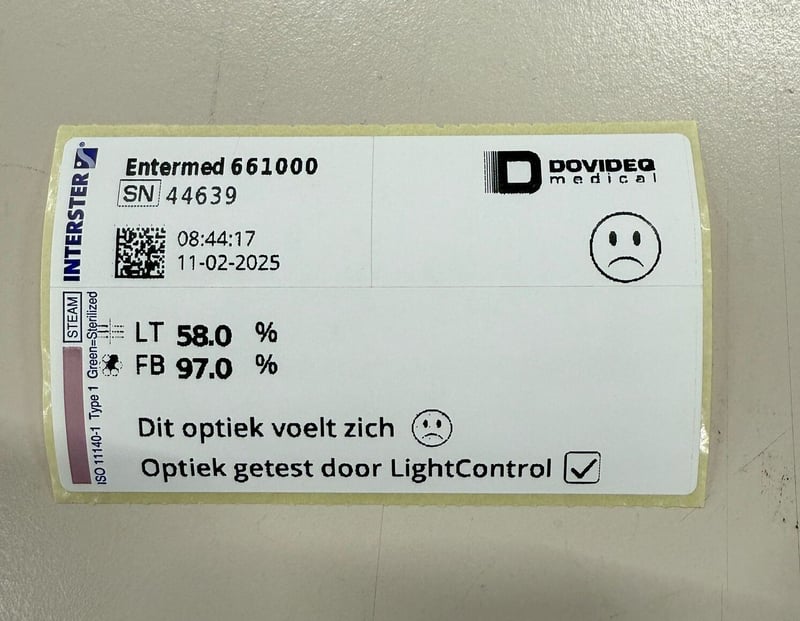 Entermed 661000
SN 44639
08:44:17
11-02-2025
DOVIDEQ
medical
INTERSTER
STEAM
ISO 11140-1 Type 1 Green=Sterilized
LT 58.0 %
FB 97.0 %
Dit optiek voelt zich
Optiek getest door LightControl